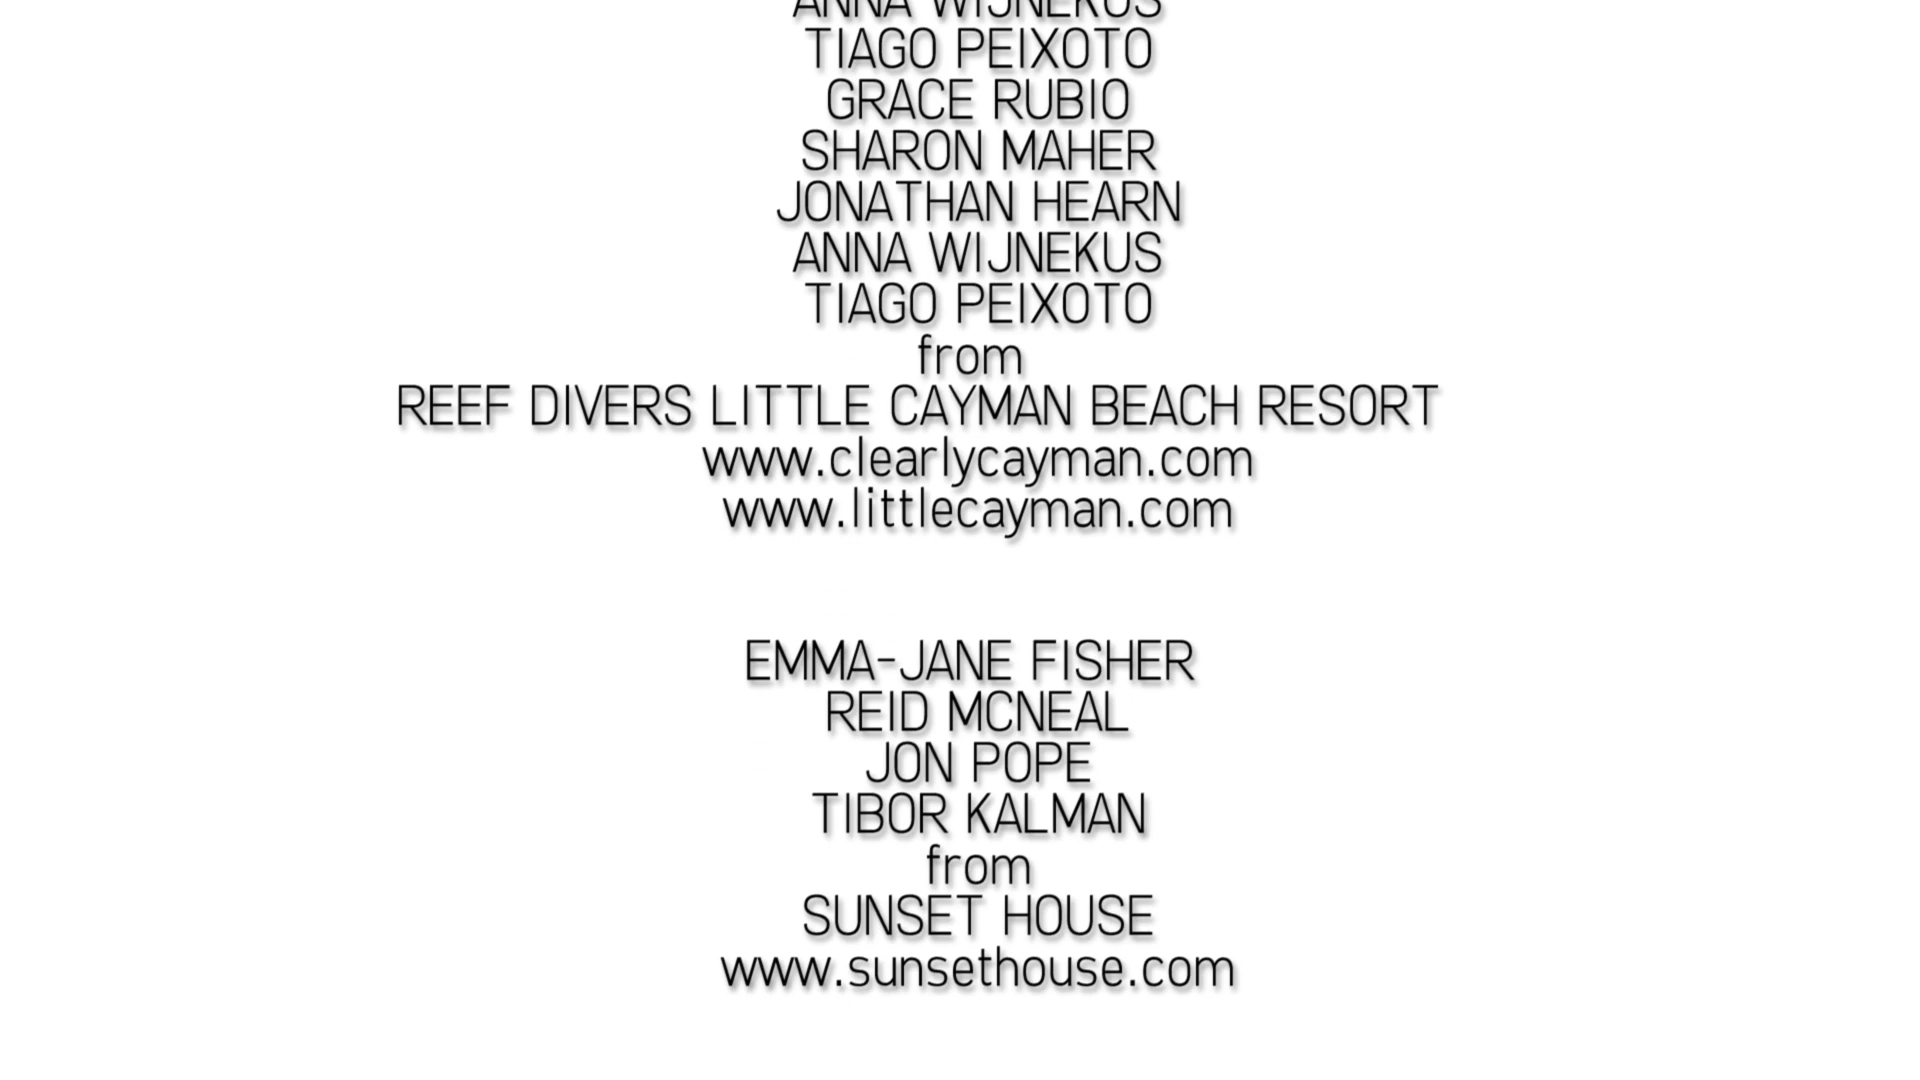 ANNA WIJNEKUS
TIAGO PEIXOTO
GRACE RUBIO
SHARON MAHER
JONATHAN HEARN
ANNA WIJNEKUS
TIAGO PEIXOTO
from
REEF DIVERS LITTLE CAYMAN BEACH RESORT
www.clearlycayman.com
www.littlecayman.com
EMMA-JANE FISHER
REID MCNEAL
JON POPE
TIBOR KALMAN
from
SUNSET HOUSE
www.sunsethouse.com